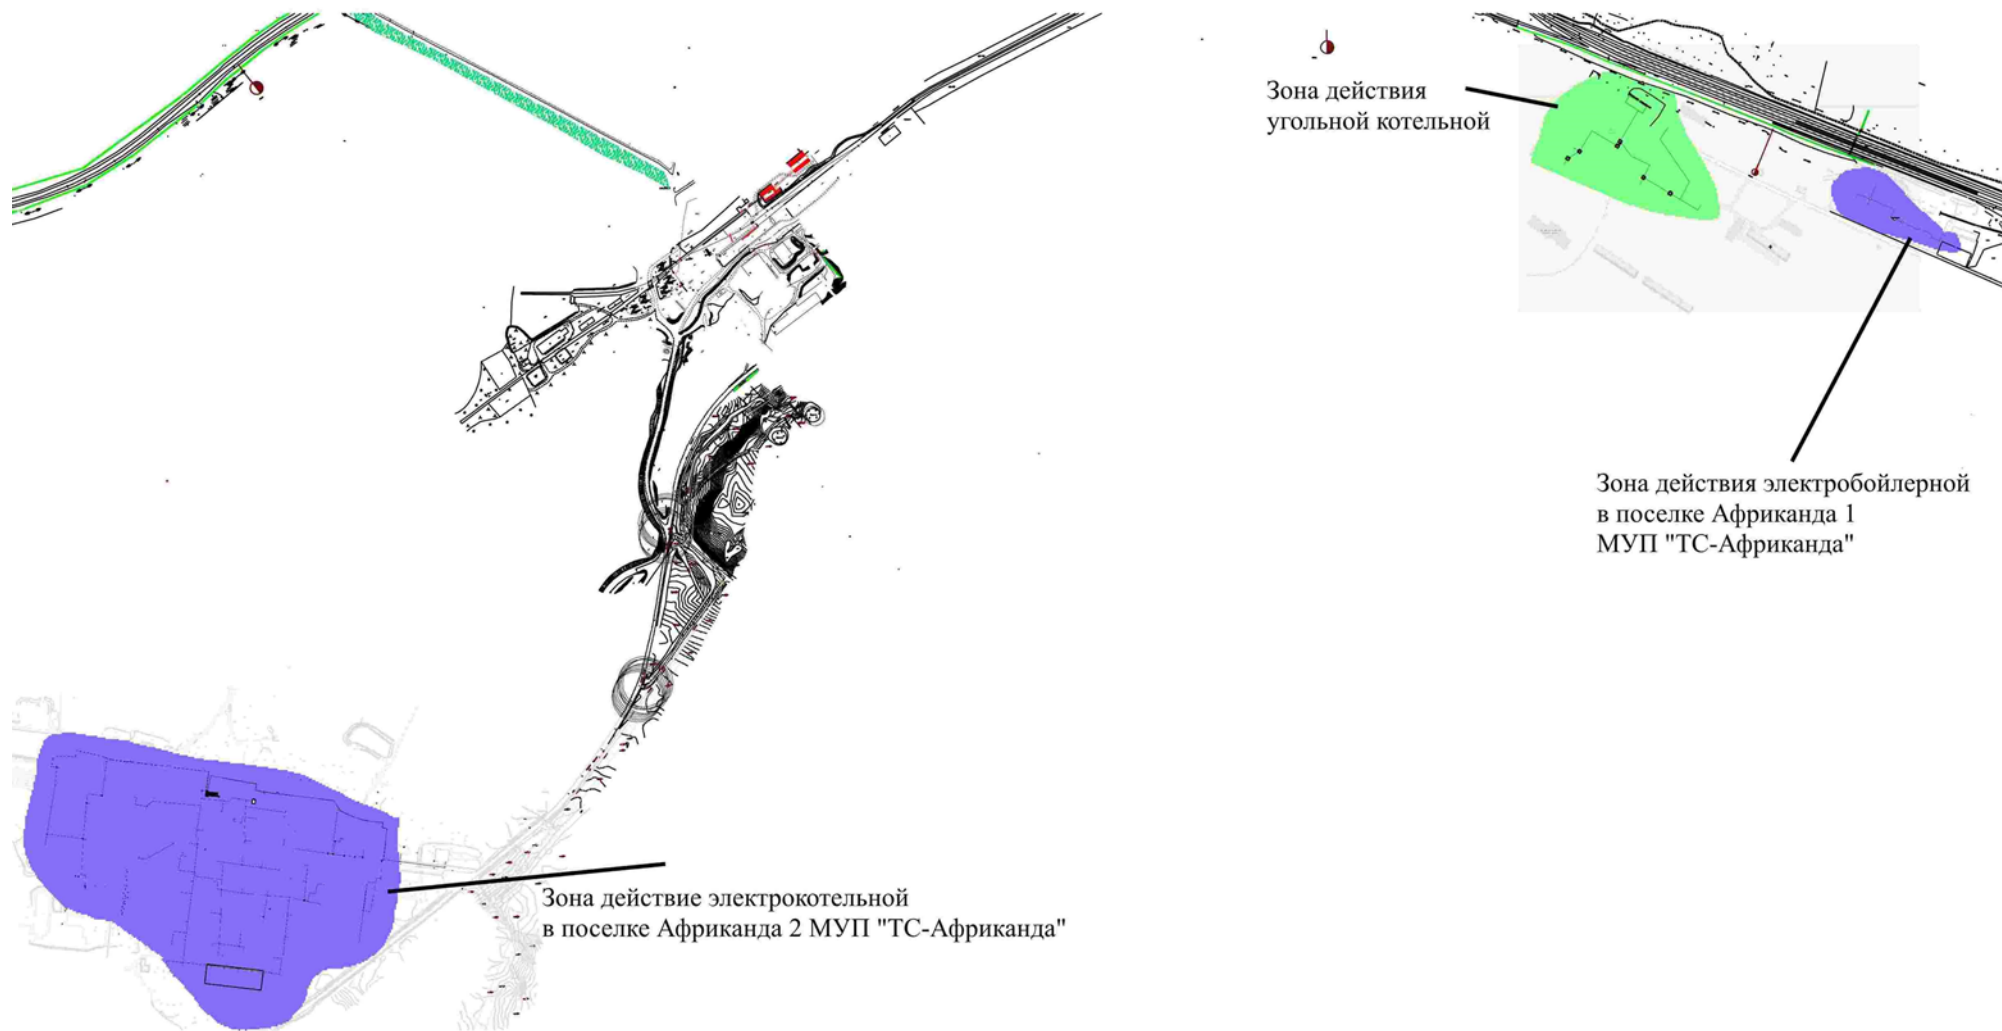 Зона действия
угольной котельной
Зона действия электробойлерной
в поселке Африканда 1
МУП "ТС-Африканда"
Зона действие электрокотельной
в поселке Африканда 2 МУП "ТС-Африканда"